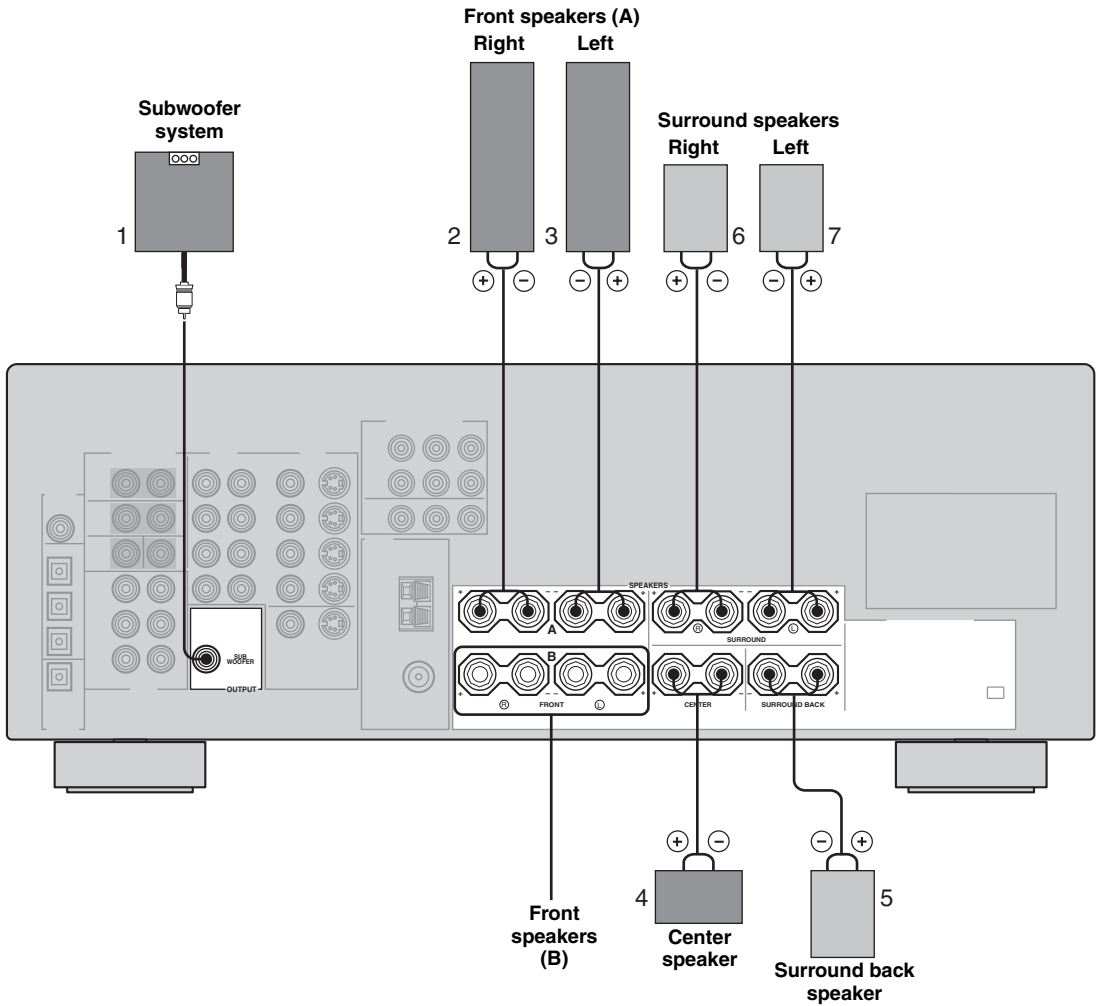 Front speakers (A)
Right
Left
Subwoofer
system
Surround speakers
Right
Left
1
2
3
6
7
+
−
−
+
+
−
−
+
SPEAKERS
+
+
+
+
A
R
L
SURROUND
SUB
WOOFER
OUTPUT
B
+
+
+
+
R
FRONT
L
CENTER
SURROUND BACK
+
−
−
+
4
5
Front
speakers
(B)
Center
speaker
Surround back
speaker